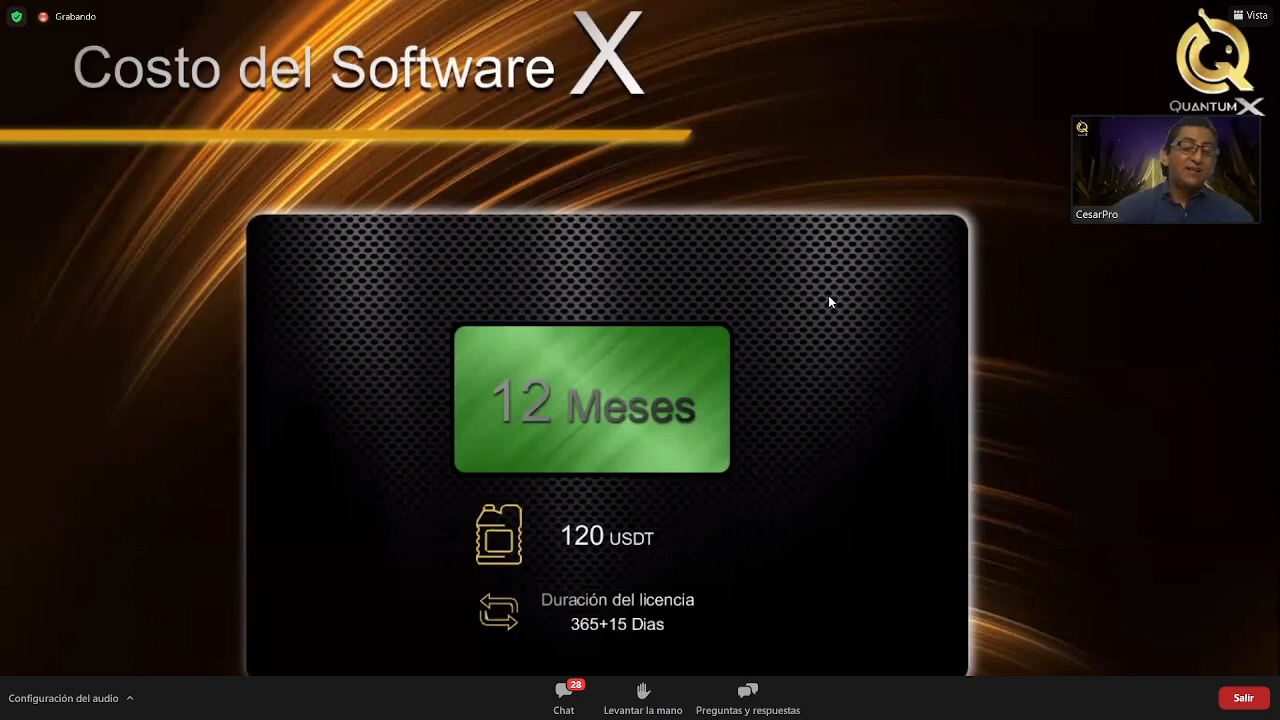 Grabando
Vista
Costo del Software X
QUANTUMX
CesarPro
12 Meses
120 USDT
Duración del licencia
365+15 Dias
Configuración del audio
28
Chat
Levantar la mano
Preguntas y respuestas
Salir